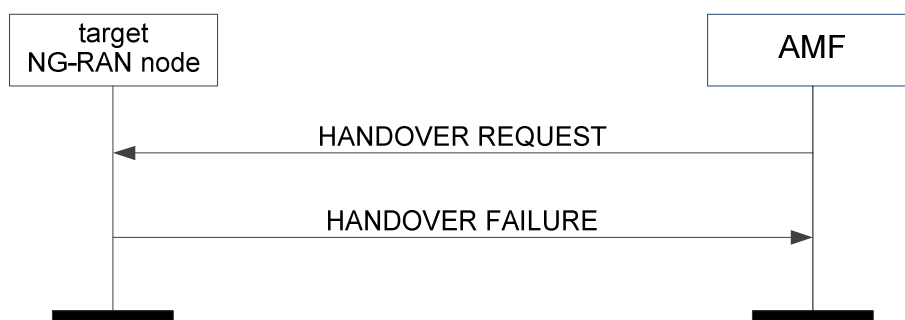 target
NG-RAN node
AMF
HANDOVER REQUEST
HANDOVER FAILURE